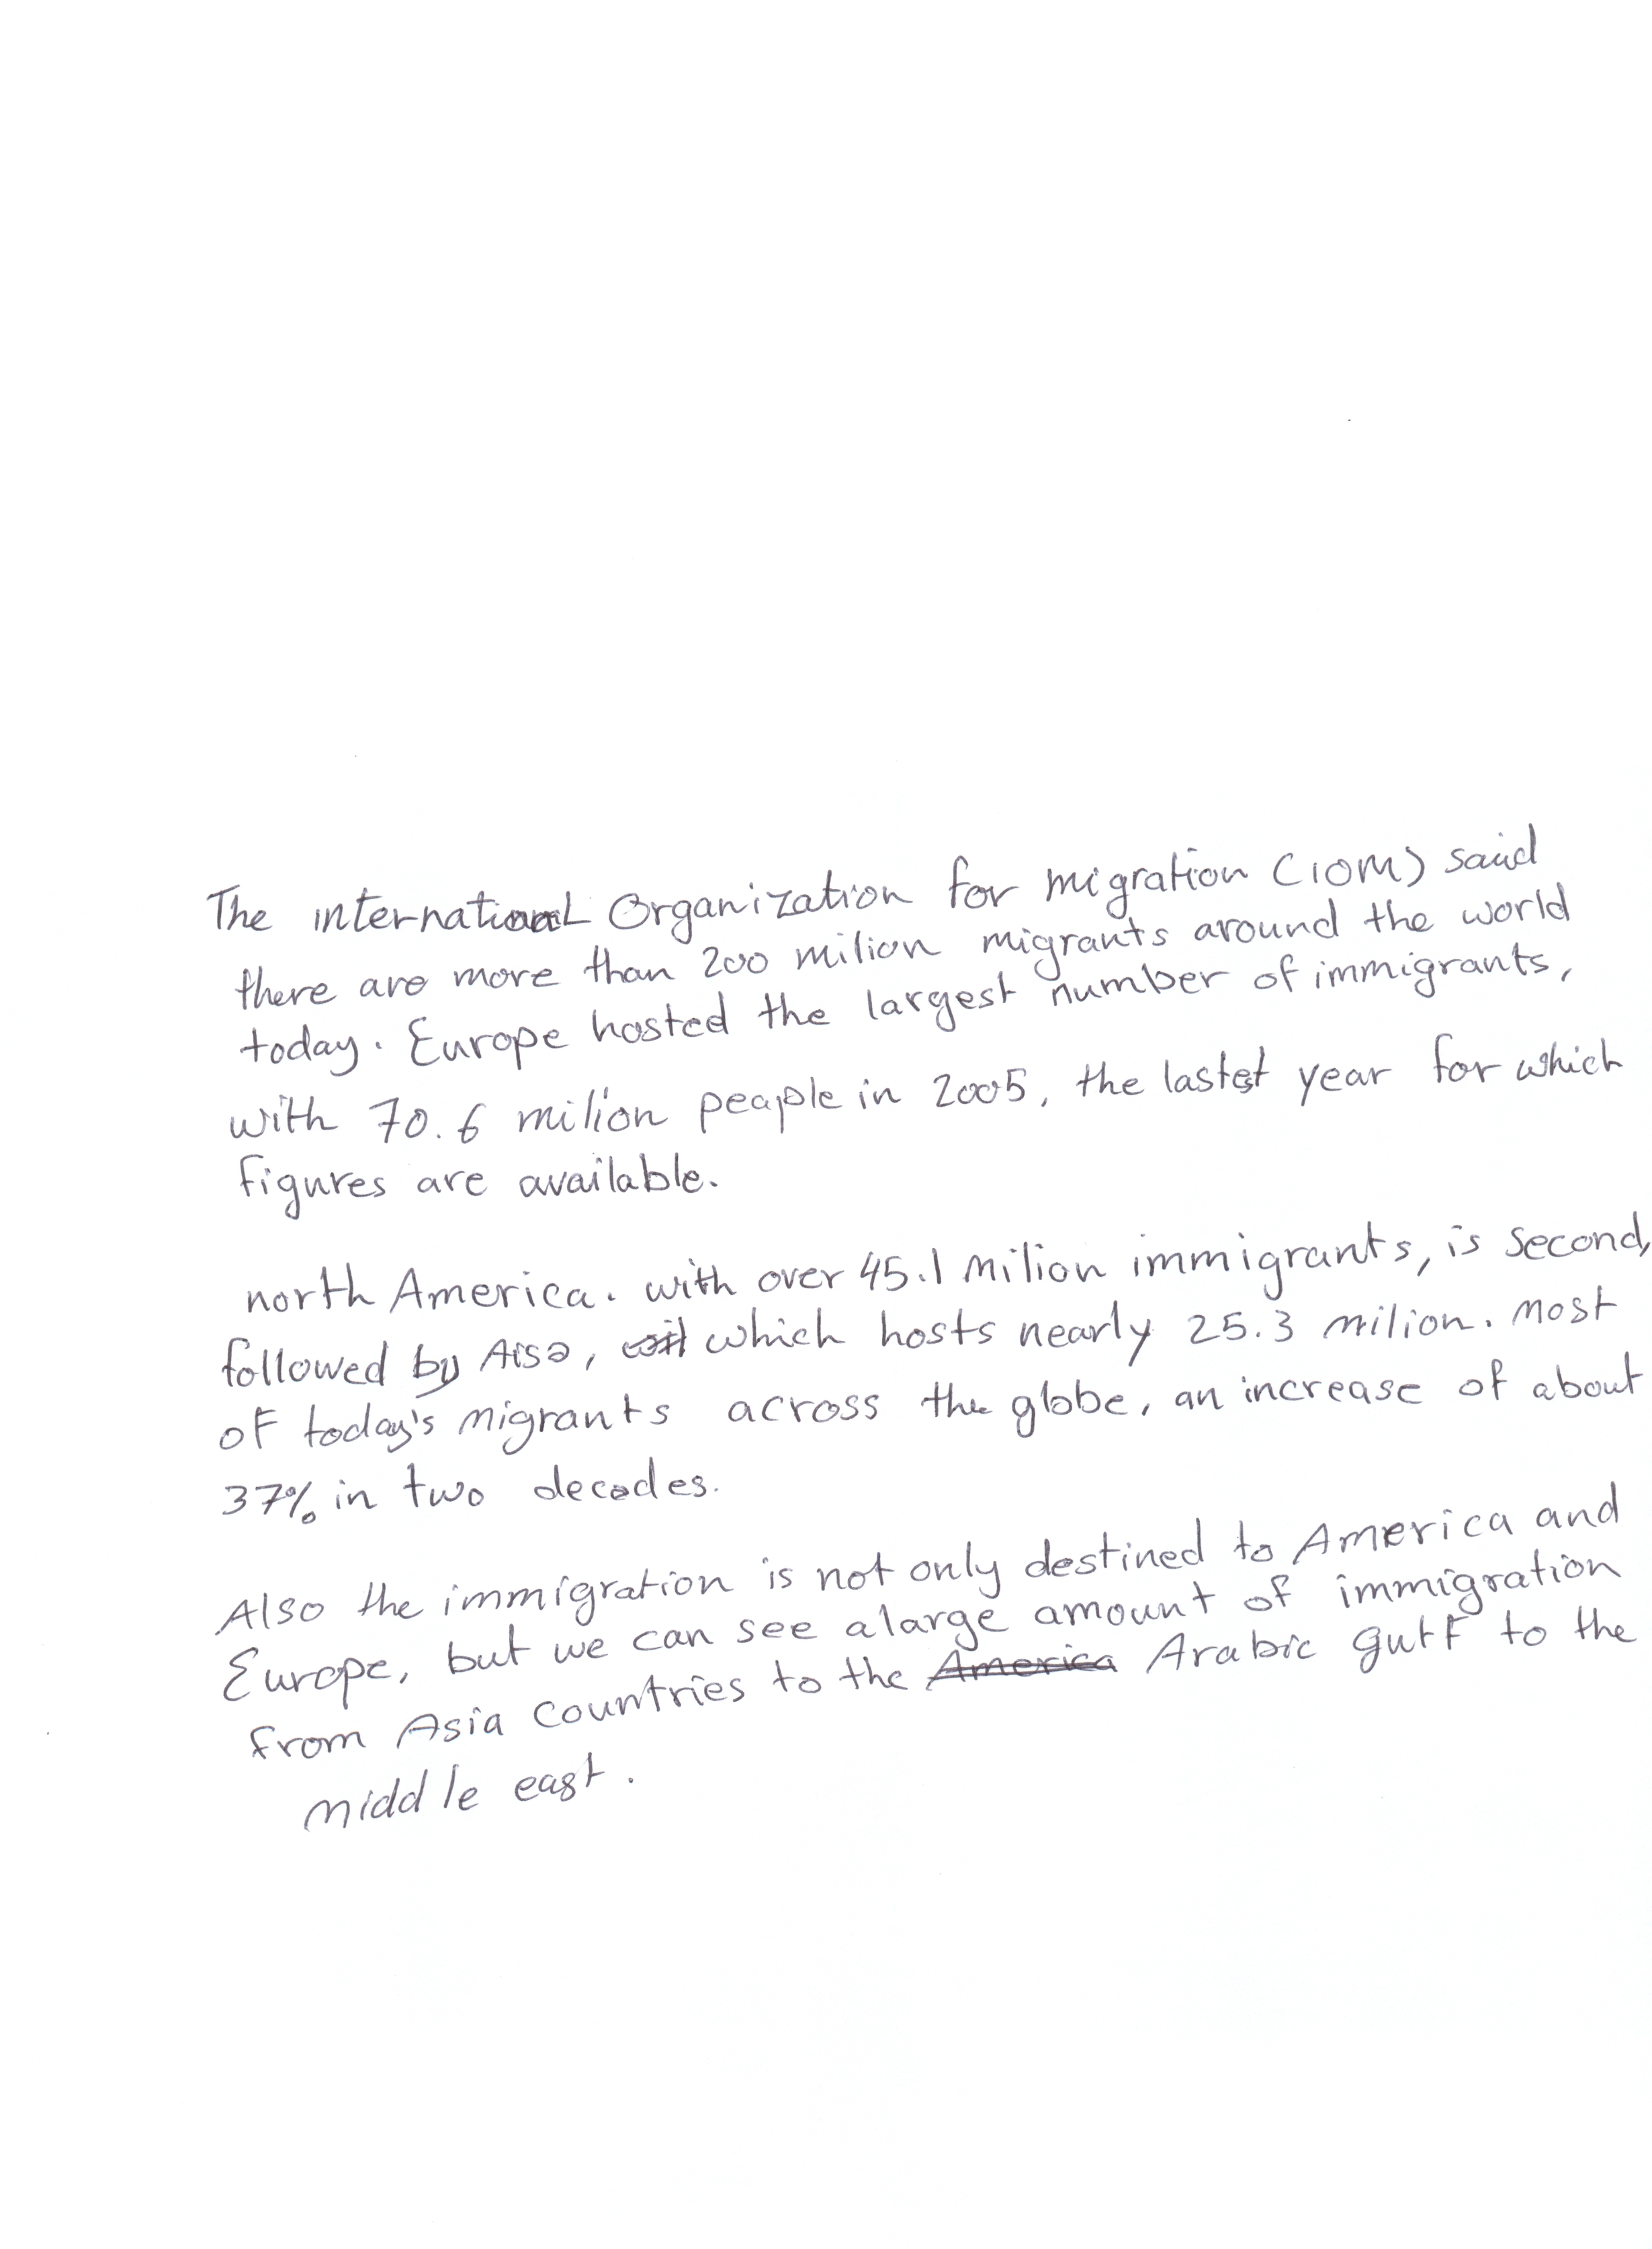 The international Organization for migration (IOM) said
there are more than 200 milion migrants around the world
today. Europe hosted the largest number of immigrants,
with 70.6 milion peaple in 2005, the lastest year for which
figures are available.
north America. with over 45.1 milion immigrants, is second,
followed by Aisa, which hosts nearly 25.3 milion. Most
of today's migrants across the globe, an increase of about
37% in two decades.
Also the immigration is not only destined to America and
Europe, but we can see alarge amount of immigration
from Asia countries to the America Arabic gulf to the
middle east.